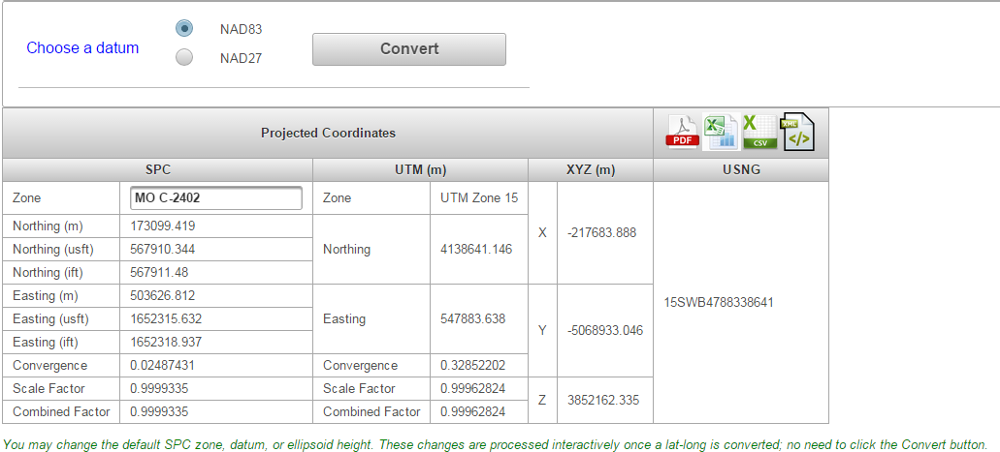 NAD83
Choose a datum
Convert
NAD27
Projected Coordinates
PDF
X
X
CSV
XML
</>
SPC UTM (m) XYZ (m) USNG
Zone MO C-2402 Zone UTM Zone 15
Northing (m) 173099.419
X -217683.888
Northing (usft) 567910.344 Northing 4138641.146
Northing (ift) 567911.48
Easting (m) 503626.812
15SWB4788338641
Easting (usft) 1652315.632 Easting 547883.638
Y -5068933.046
Easting (ift) 1652318.937
Convergence 0.02487431 Convergence 0.32852202
Scale Factor 0.9999335 Scale Factor 0.99962824
Z 3852162.335
Combined Factor 0.9999335 Combined Factor 0.99962824
You may change the default SPC zone, datum, or ellipsoid height. These changes are processed interactively once a lat-long is converted; no need to click the Convert button.